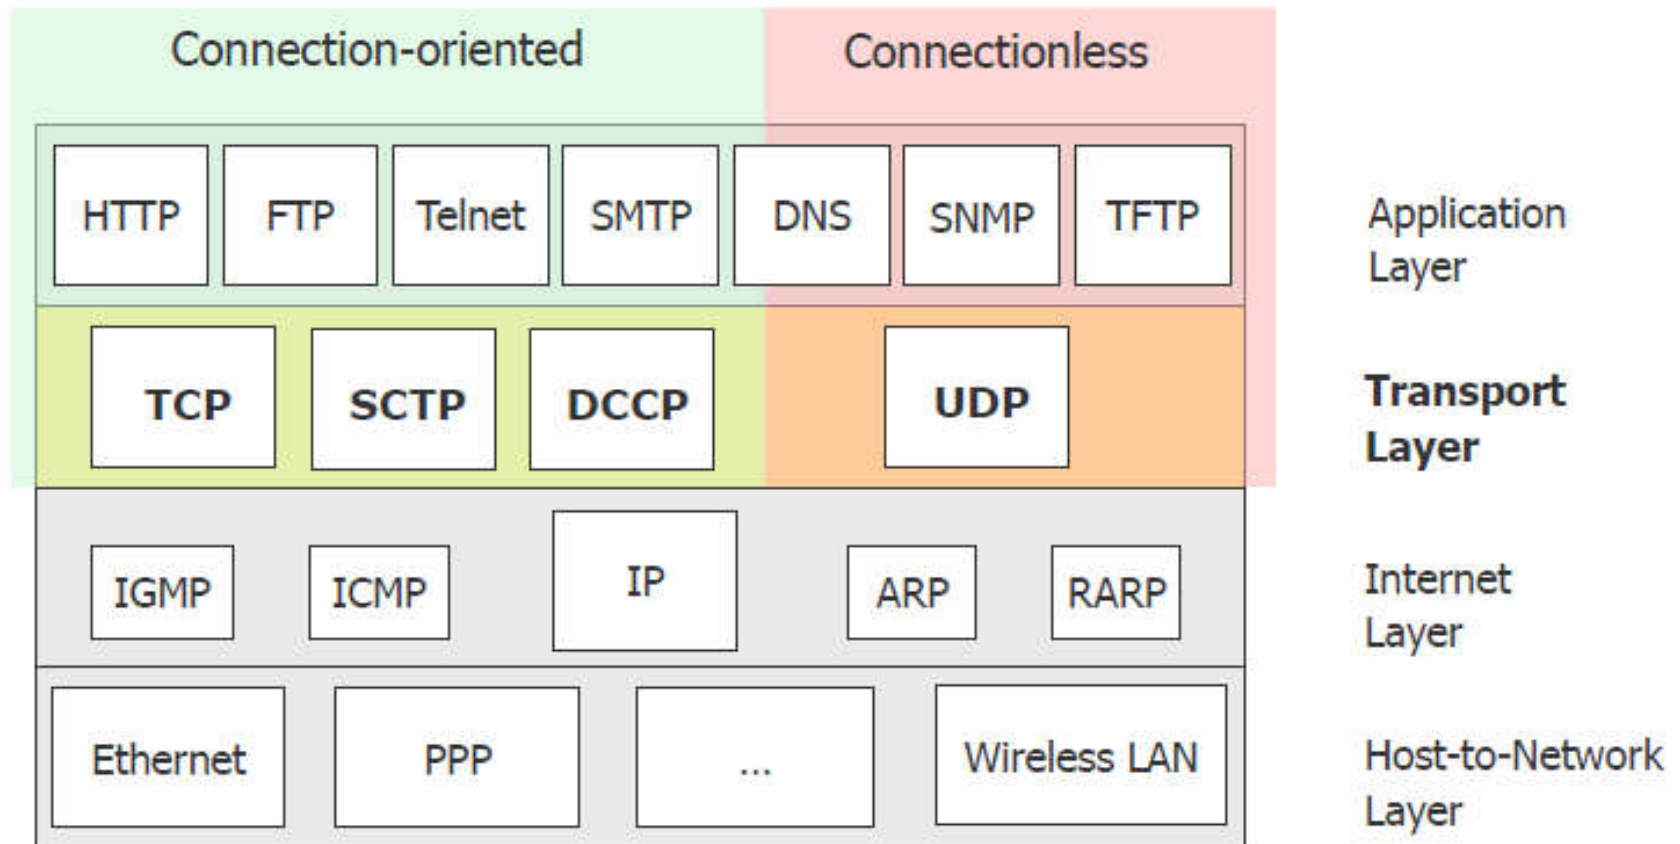 Connection-oriented
Connectionless
HTTP
FTP
Telnet
SMTP
DNS
SNMP
TFTP
Application
Layer
TCP
SCTP
DCCP
UDP
Transport
Layer
IGMP
ICMP
IP
ARP
RARP
Internet
Layer
Ethernet
PPP
...
Wireless LAN
Host-to-Network
Layer